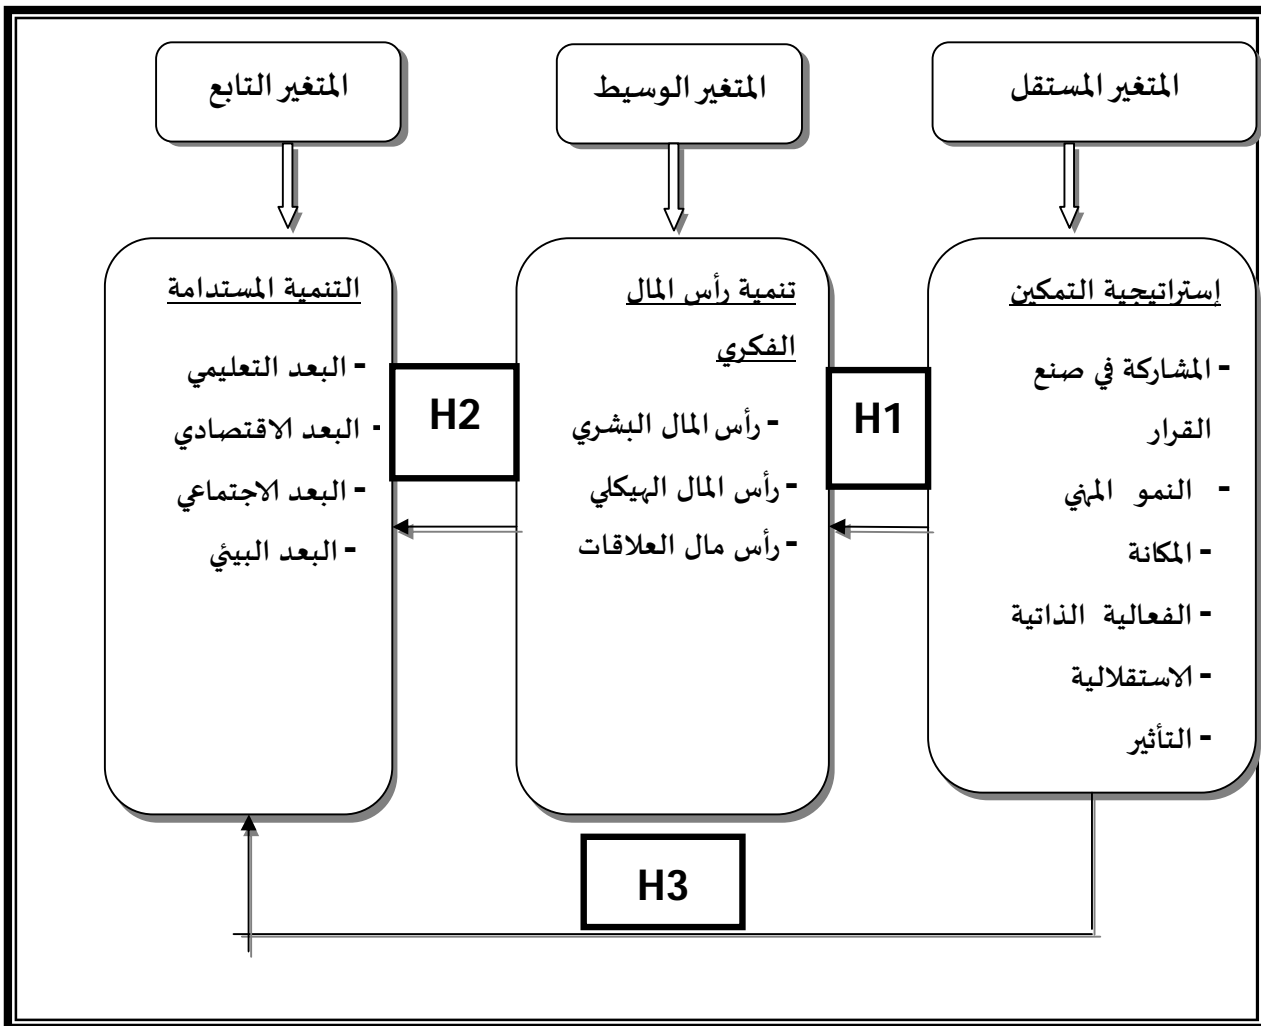 المتغير المستقل
المتغير الوسيط
المتغير التابع
إستراتيجية التمكين
- المشاركة في صنع
القرار
- النمو المهني
- المكانة
- الفعالية الذاتية
- الاستقلالية
- التأثير
H1
تنمية رأس المال
الفكري
- رأس المال البشري
- رأس المال الهيكلي
- رأس مال العلاقات
H2
التنمية المستدامة
- البعد التعليمي
- البعد الاقتصادي
- البعد الاجتماعي
- البعد البيئي
H3